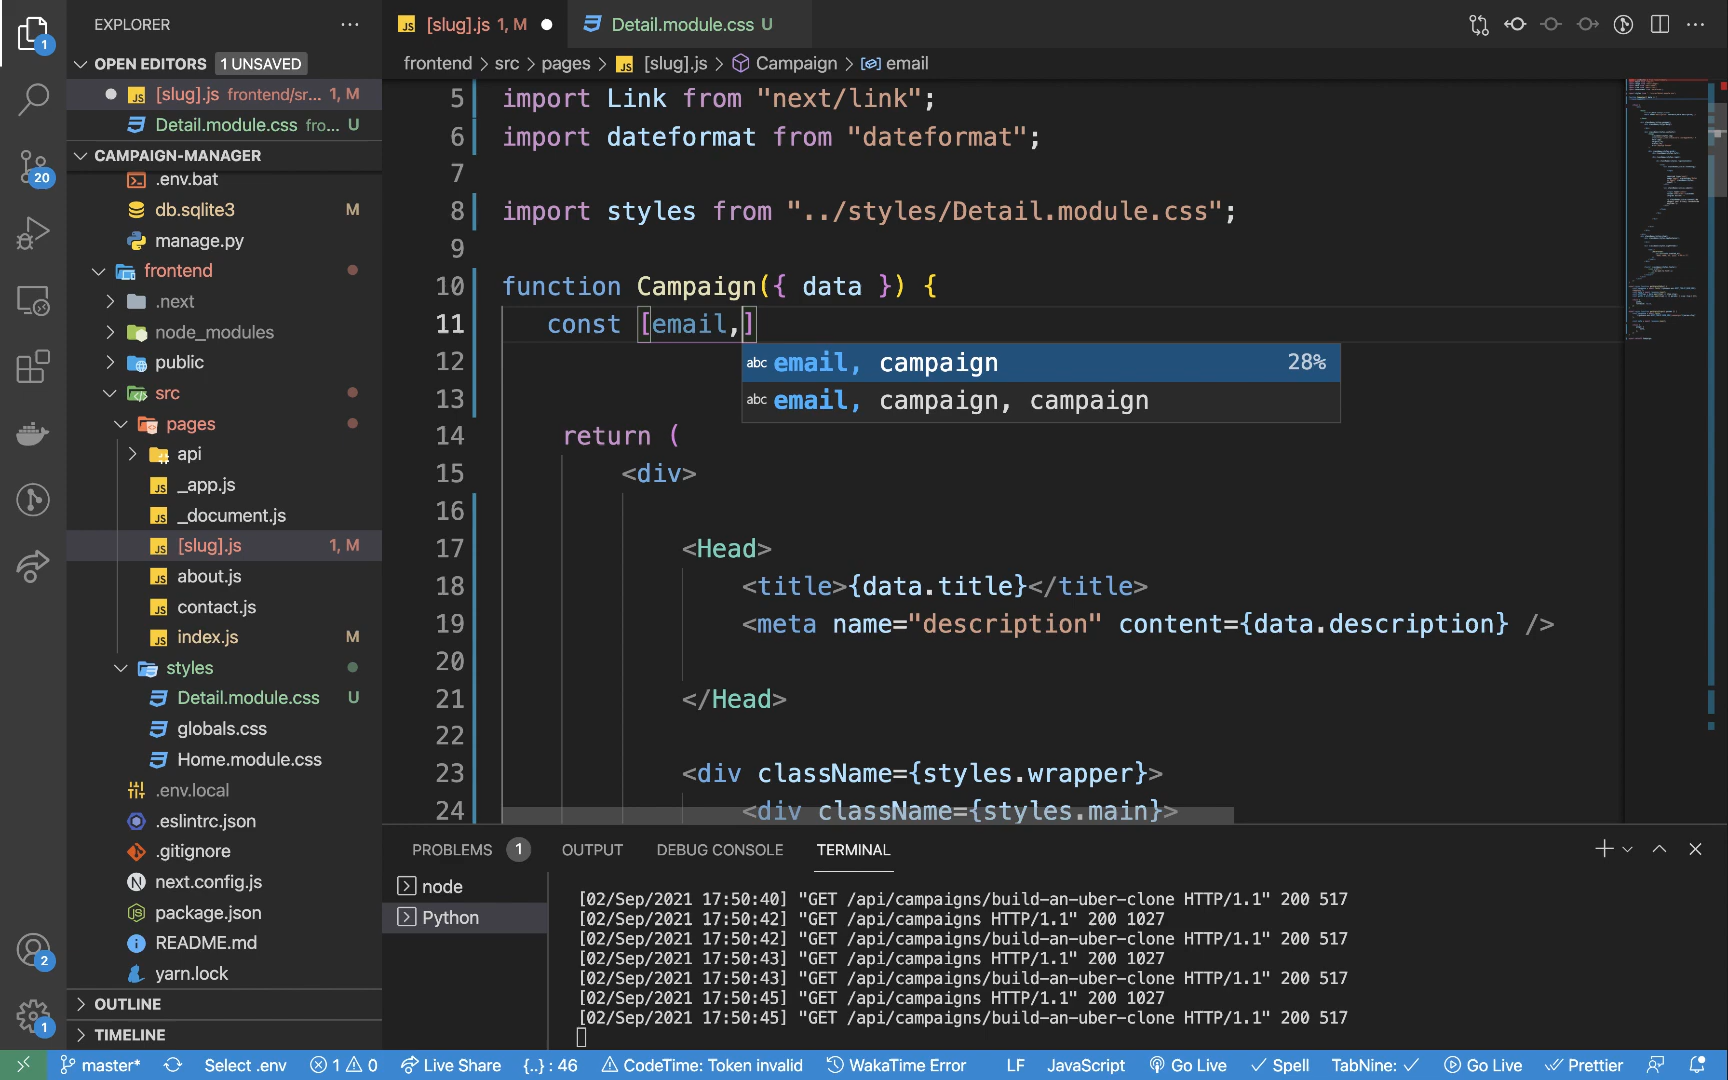 EXPLORER
OPEN EDITORS 1 UNSAVED
[slug].js frontend/sr... 1, M
Detail.module.css fro... U
CAMPAIGN-MANAGER
.env.bat
db.sqlite3 M
manage.py
frontend
.next
node_modules
public
src
pages
api
_app.js
_document.js
[slug].js 1, M
about.js
contact.js
index.js M
styles
Detail.module.css U
globals.css
Home.module.css
.env.local
.eslintrc.json
.gitignore
next.config.js
package.json
README.md
yarn.lock
OUTLINE
TIMELINE
1
20
2
1
[slug].js 1, M
Detail.module.css U
frontend > src > pages > [slug].js > Campaign > email
5 import Link from "next/link";
6 import dateformat from "dateformat";
7
8 import styles from "../styles/Detail.module.css";
9
10 function Campaign({ data }) {
11 const [email,]
12 email, campaign 28%
13 email, campaign, campaign
14 return (
15 <div>
16
17 <Head>
18 <title>{data.title}</title>
19 <meta name="description" content={data.description} />
20
21 </Head>
22
23 <div className={styles.wrapper}>
24 <div className={styles.main}>
PROBLEMS 1 OUTPUT DEBUG CONSOLE TERMINAL
node
Python
[02/Sep/2021 17:50:40] "GET /api/campaigns/build-an-uber-clone HTTP/1.1" 200 517
[02/Sep/2021 17:50:42] "GET /api/campaigns HTTP/1.1" 200 1027
[02/Sep/2021 17:50:42] "GET /api/campaigns/build-an-uber-clone HTTP/1.1" 200 517
[02/Sep/2021 17:50:43] "GET /api/campaigns HTTP/1.1" 200 1027
[02/Sep/2021 17:50:43] "GET /api/campaigns/build-an-uber-clone HTTP/1.1" 200 517
[02/Sep/2021 17:50:45] "GET /api/campaigns HTTP/1.1" 200 1027
[02/Sep/2021 17:50:45] "GET /api/campaigns/build-an-uber-clone HTTP/1.1" 200 517
master* Select .env 1 0 Live Share {..} : 46 CodeTime: Token invalid WakaTime Error LF JavaScript Go Live Spell TabNine: Go Live Prettier